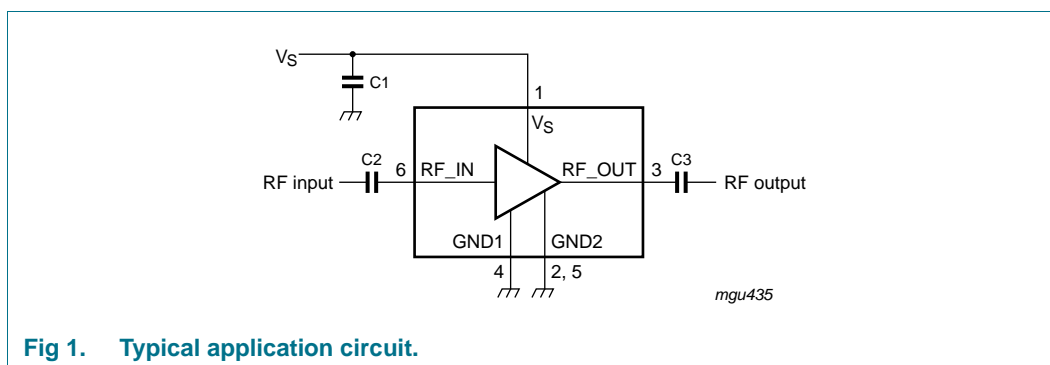 VS
C1
1
VS
C2
6
RF_IN
RF_OUT
3
C3
RF input
RF output
GND1
GND2
4
2, 5
mgu435
Fig 1. Typical application circuit.